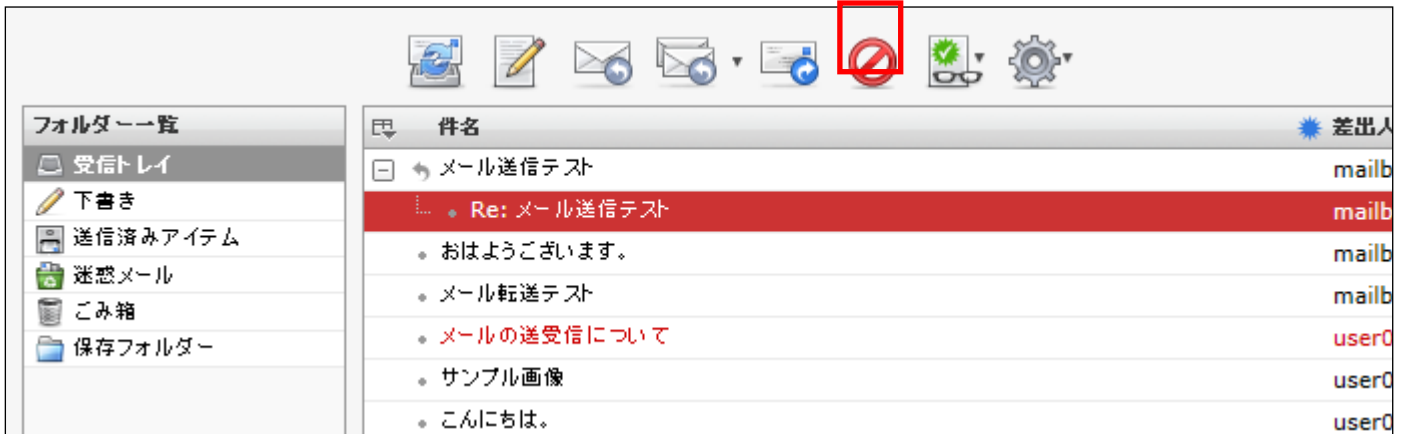 フォルダー一覧
件名 差出人
受信トレイ
メール送信テスト mailb
下書き
Re: メール送信テスト mailb
送信済みアイテム
おはようございます。 mailb
迷惑メール
メール転送テスト mailb
ごみ箱
メールの送受信について user0
保存フォルダー
サンプル画像 user0
こんにちは。 user0